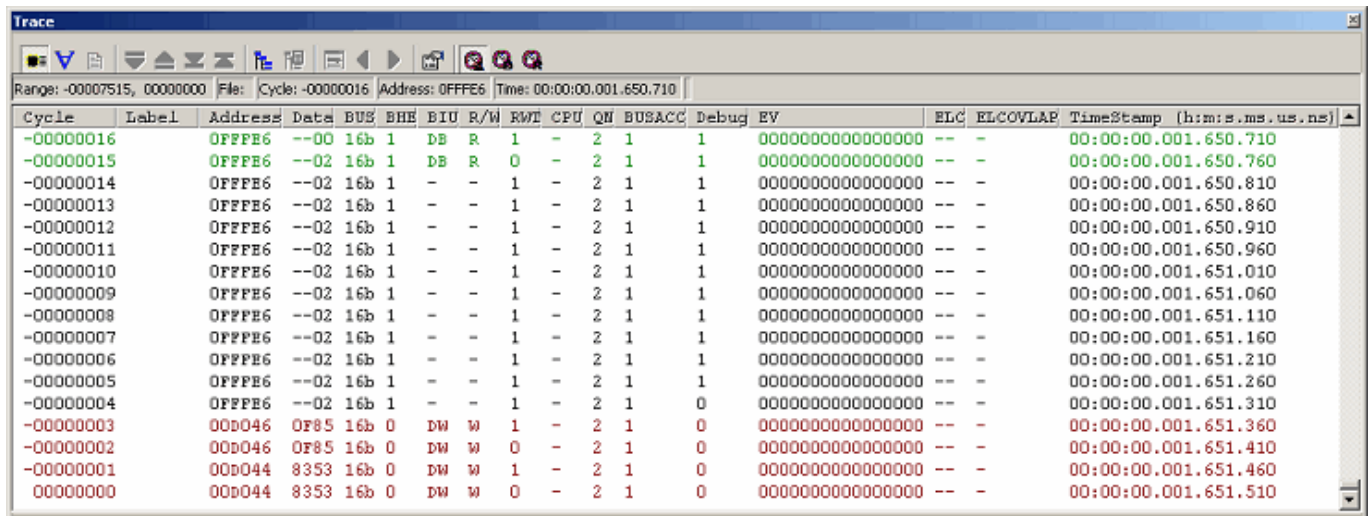 Trace
Range: -00007515, 00000000 File: Cycle: -00000016 Address: 0FFFE6 Time: 00:00:00.001.650.710
Cycle Label Address Data BUS BHE BIU R/W RWT CPU QN BUSACC Debug EV ELC ELCOVLAP TimeStamp (h:m:s.ms.us.ns)
-00000016 0FFFE6 --00 16b 1 DB R 1 - 2 1 1 0000000000000000 -- - 00:00:00.001.650.710
-00000015 0FFFE6 --02 16b 1 DB R 0 - 2 1 1 0000000000000000 -- - 00:00:00.001.650.760
-00000014 0FFFE6 --02 16b 1 - - 1 - 2 1 1 0000000000000000 -- - 00:00:00.001.650.810
-00000013 0FFFE6 --02 16b 1 - - 1 - 2 1 1 0000000000000000 -- - 00:00:00.001.650.860
-00000012 0FFFE6 --02 16b 1 - - 1 - 2 1 1 0000000000000000 -- - 00:00:00.001.650.910
-00000011 0FFFE6 --02 16b 1 - - 1 - 2 1 1 0000000000000000 -- - 00:00:00.001.650.960
-00000010 0FFFE6 --02 16b 1 - - 1 - 2 1 1 0000000000000000 -- - 00:00:00.001.651.010
-00000009 0FFFE6 --02 16b 1 - - 1 - 2 1 1 0000000000000000 -- - 00:00:00.001.651.060
-00000008 0FFFE6 --02 16b 1 - - 1 - 2 1 1 0000000000000000 -- - 00:00:00.001.651.110
-00000007 0FFFE6 --02 16b 1 - - 1 - 2 1 1 0000000000000000 -- - 00:00:00.001.651.160
-00000006 0FFFE6 --02 16b 1 - - 1 - 2 1 1 0000000000000000 -- - 00:00:00.001.651.210
-00000005 0FFFE6 --02 16b 1 - - 1 - 2 1 1 0000000000000000 -- - 00:00:00.001.651.260
-00000004 0FFFE6 --02 16b 1 - - 1 - 2 1 0 0000000000000000 -- - 00:00:00.001.651.310
-00000003 00D046 0F85 16b 0 DW W 1 - 2 1 0 0000000000000000 -- - 00:00:00.001.651.360
-00000002 00D046 0F85 16b 0 DW W 0 - 2 1 0 0000000000000000 -- - 00:00:00.001.651.410
-00000001 00D044 8353 16b 0 DW W 1 - 2 1 0 0000000000000000 -- - 00:00:00.001.651.460
00000000 00D044 8353 16b 0 DW W 0 - 2 1 0 0000000000000000 -- - 00:00:00.001.651.510